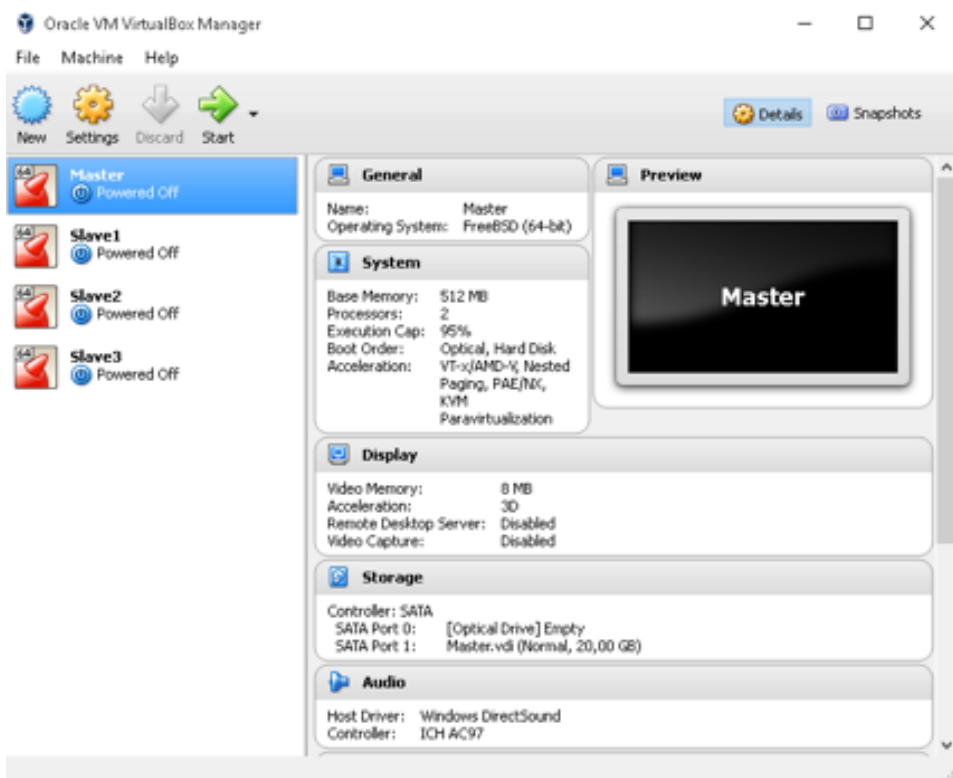 Oracle VM VirtualBox Manager
File Machine Help
New Settings Discard Start
Details Snapshots
64 Master
Powered Off
64 Slave1
Powered Off
64 Slave2
Powered Off
64 Slave3
Powered Off
General
Name: Master
Operating System: FreeBSD (64-bit)
Preview
Master
System
Base Memory: 512 MB
Processors: 2
Execution Cap: 95%
Boot Order: Optical, Hard Disk
Acceleration: VT-x/AMD-V, Nested
Paging, PAE/NX,
KVM
Paravirtualization
Display
Video Memory: 8 MB
Acceleration: 3D
Remote Desktop Server: Disabled
Video Capture: Disabled
Storage
Controller: SATA
SATA Port 0: [Optical Drive] Empty
SATA Port 1: Master.vdi (Normal, 20,00 GB)
Audio
Host Driver: Windows DirectSound
Controller: ICH AC97